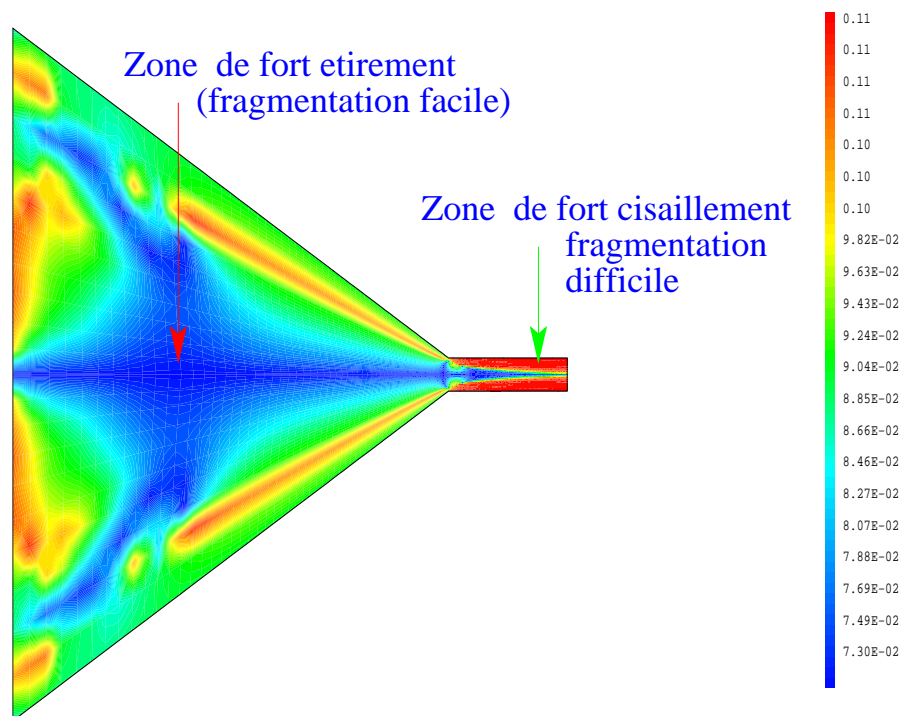 Zone de fort etirement
(fragmentation facile)
Zone de fort cisaillement
fragmentation
difficile
0.11
0.11
0.11
0.10
0.10
0.10
9.82E-02
9.63E-02
9.43E-02
9.24E-02
9.04E-02
8.85E-02
8.66E-02
8.46E-02
8.27E-02
8.07E-02
7.88E-02
7.69E-02
7.49E-02
7.30E-02